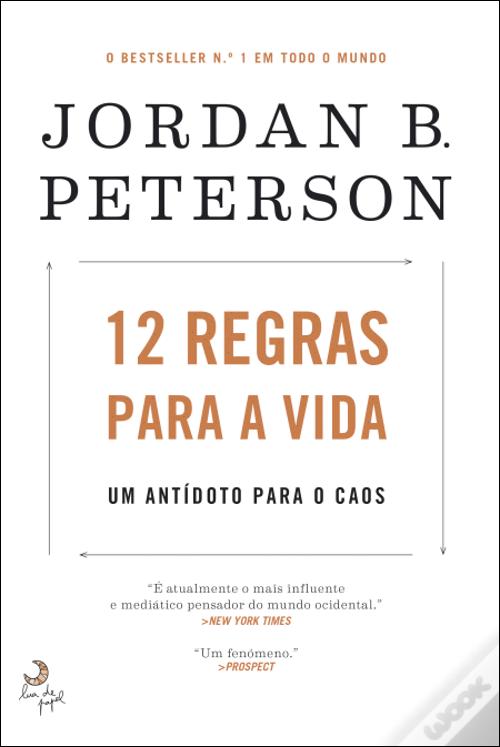 O BESTSELLER N.º 1 EM TODO O MUNDO
JORDAN B.
PETERSON
12 REGRAS
PARA A VIDA
UM ANTÍDOTO PARA O CAOS
“É atualmente o mais influente
e mediático pensador do mundo ocidental.”
>NEW YORK TIMES
“Um fenómeno.”
>PROSPECT
lua de
papel
wook